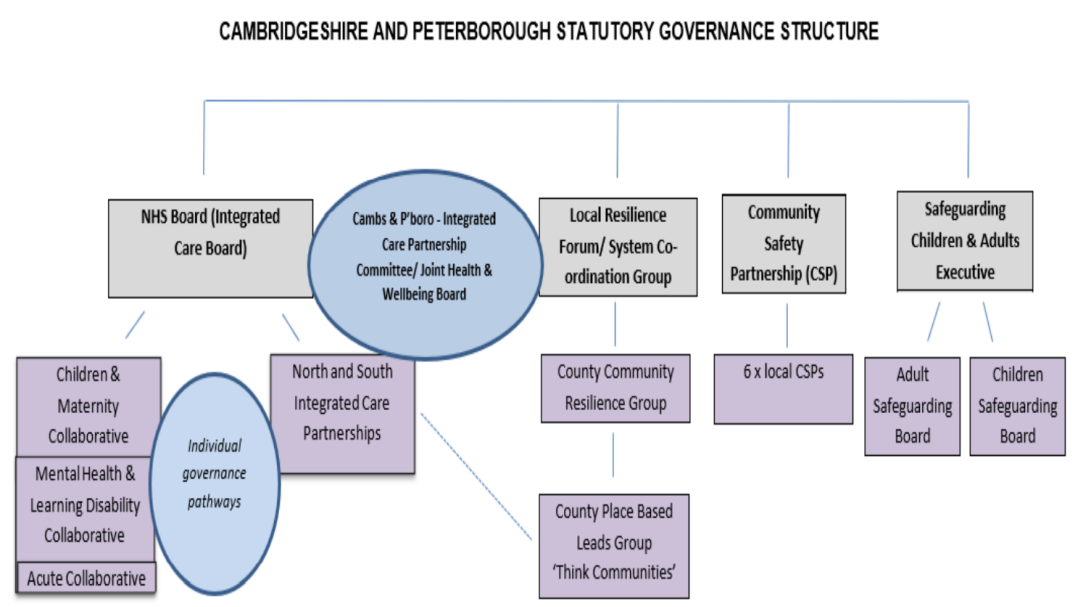 CAMBRIDGESHIRE AND PETERBOROUGH STATUTORY GOVERNANCE STRUCTURE
NHS Board (Integrated
Care Board)
Cambs & P'boro - Integrated
Care Partnership
Committee/ Joint Health &
Wellbeing Board
Local Resilience
Forum/ System Co-
ordination Group
Community
Safety
Partnership (CSP)
Safeguarding
Children & Adults
Executive
Children &
Maternity
Collaborative
Mental Health &
Learning Disability
Collaborative
Acute Collaborative
Individual
governance
pathways
North and South
Integrated Care
Partnerships
County Community
Resilience Group
County Place Based
Leads Group
'Think Communities'
6 x local CSPs
Adult
Safeguarding
Board
Children
Safeguarding
Board